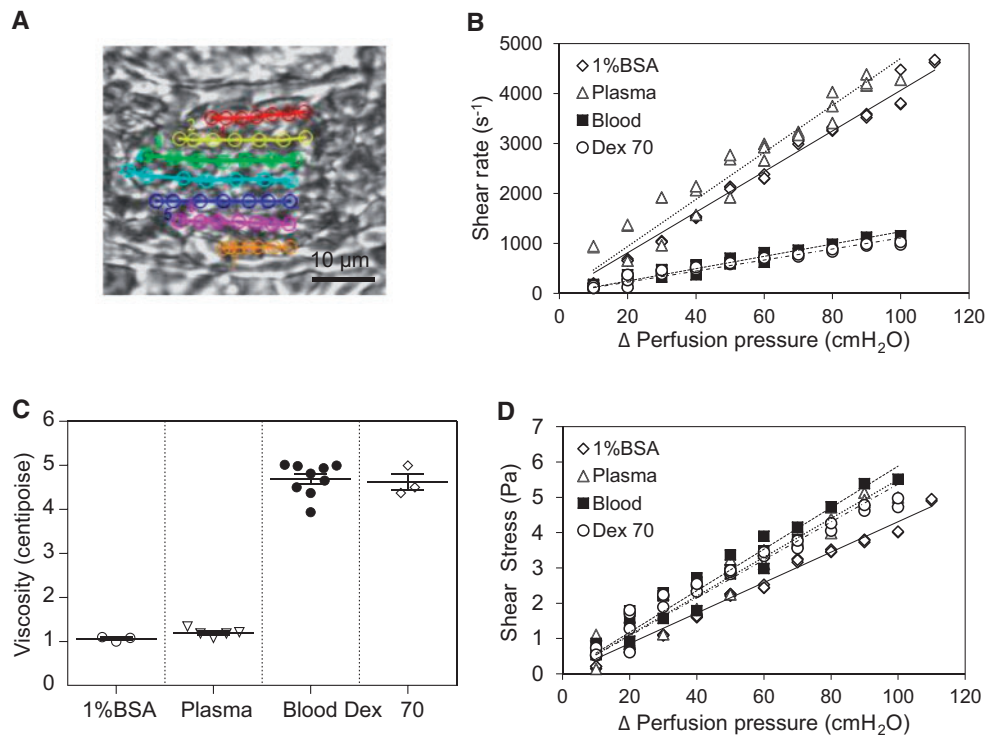 A
10 μm
B
5000
4000
3000
2000
1000
0
Shear rate (s⁻¹)
1%BSA
Plasma
Blood
Dex 70
0 20 40 60 80 100 120
Δ Perfusion pressure (cmH₂O)
C
6
5
4
3
2
1
0
Viscosity (centipoise)
1%BSA Plasma Blood Dex 70
D
7
6
5
4
3
2
1
0
Shear Stress (Pa)
1%BSA
Plasma
Blood
Dex 70
0 20 40 60 80 100 120
Δ Perfusion pressure (cmH₂O)